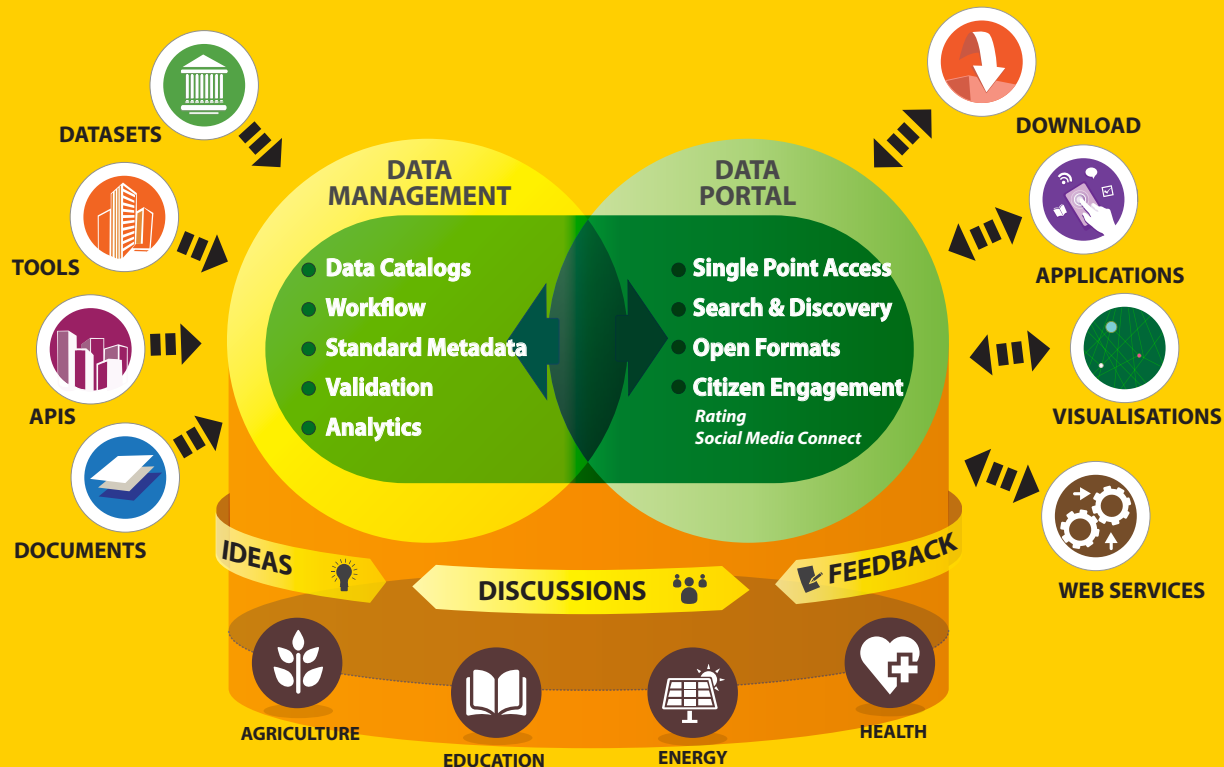 DATASETS
TOOLS
APIS
DOCUMENTS
DATA
MANAGEMENT
Data Catalogs
Workflow
Standard Metadata
Validation
Analytics
DATA
PORTAL
Single Point Access
Search & Discovery
Open Formats
Citizen Engagement
Rating
Social Media Connect
DOWNLOAD
APPLICATIONS
VISUALISATIONS
WEB SERVICES
IDEAS
DISCUSSIONS
FEEDBACK
AGRICULTURE
EDUCATION
ENERGY
HEALTH